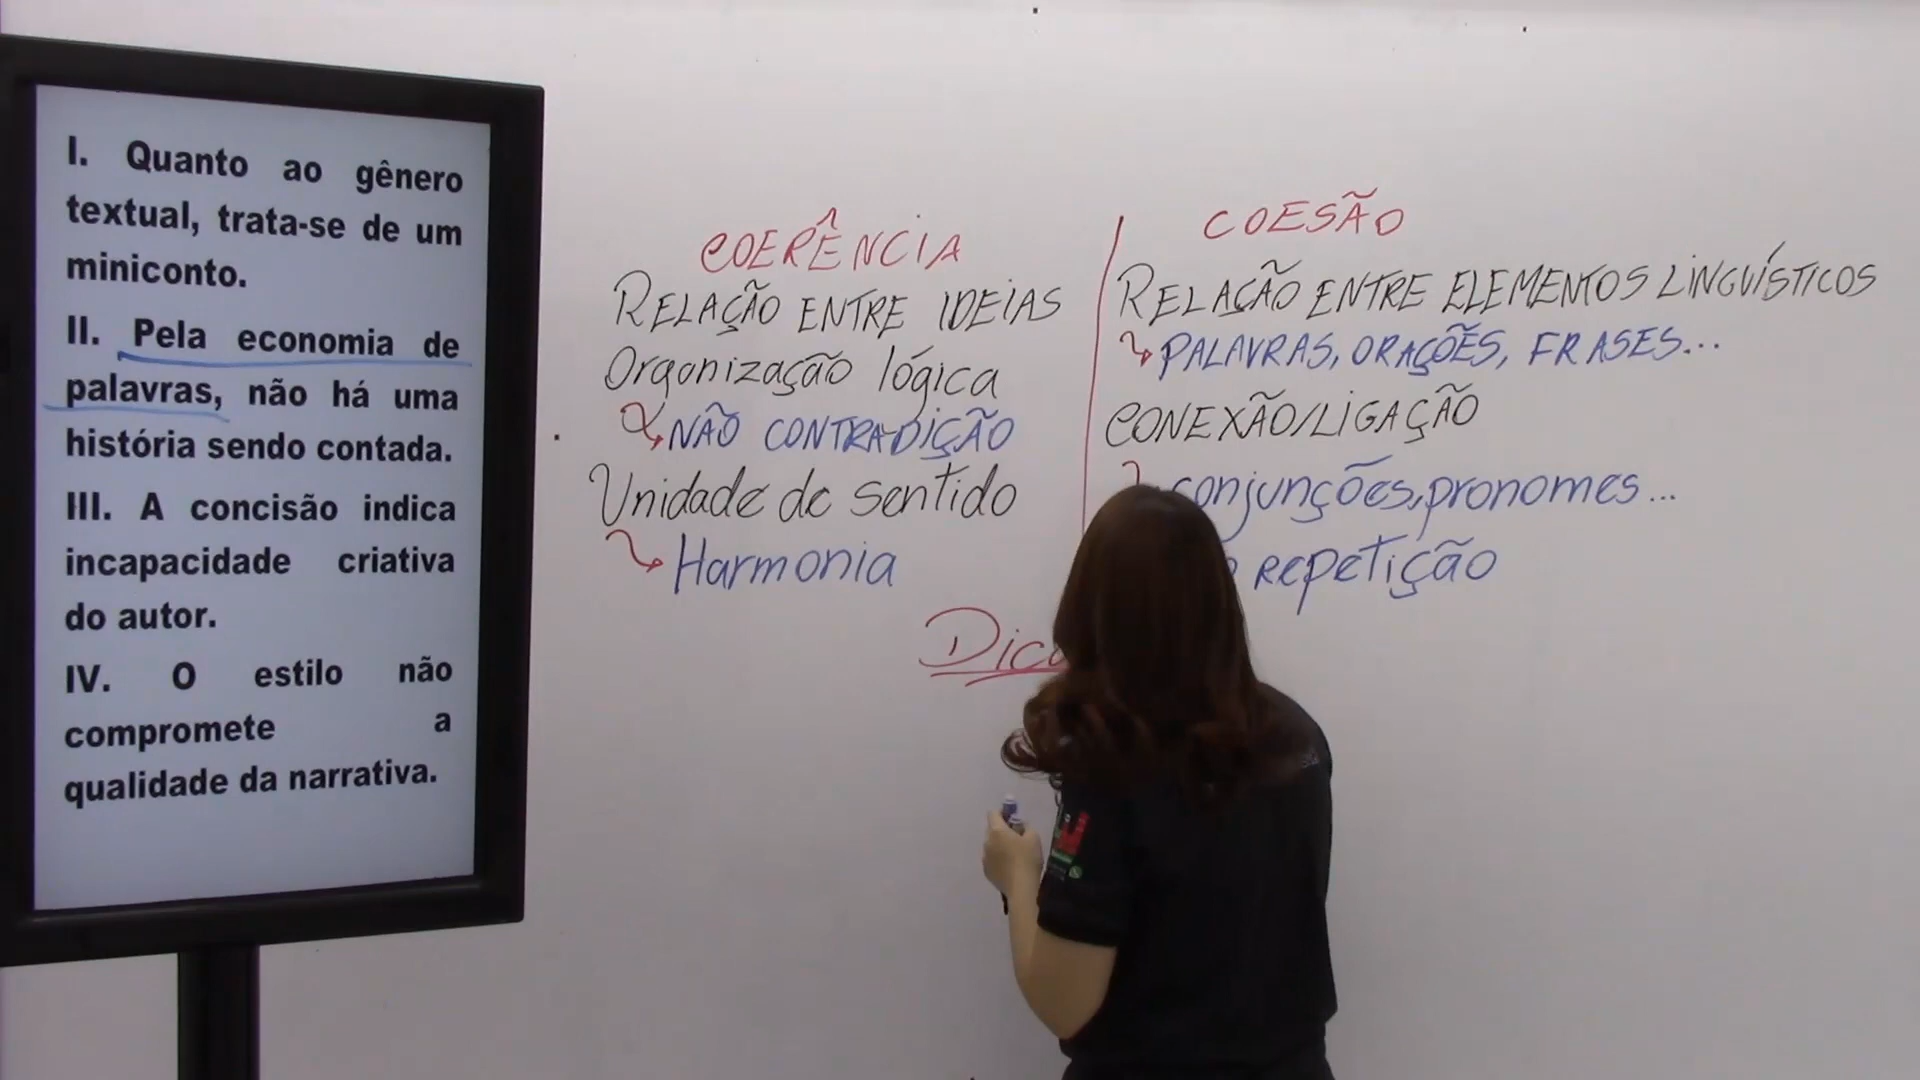 I. Quanto ao gênero
textual, trata-se de um
miniconto.
II. Pela economia de
palavras, não há uma
história sendo contada.
III. A concisão indica
incapacidade criativa
do autor.
IV. O estilo não
compromete a
qualidade da narrativa.
COERÊNCIA
RELAÇÃO ENTRE IDEIAS
Organização lógica
NÃO CONTRADIÇÃO
Unidade de sentido
Harmonia
COESÃO
RELAÇÃO ENTRE ELEMENTOS LINGUÍSTICOS
PALAVRAS, ORAÇÕES, FRASES...
CONEXÃO/LIGAÇÃO
conjunções, pronomes...
REPETIÇÃO